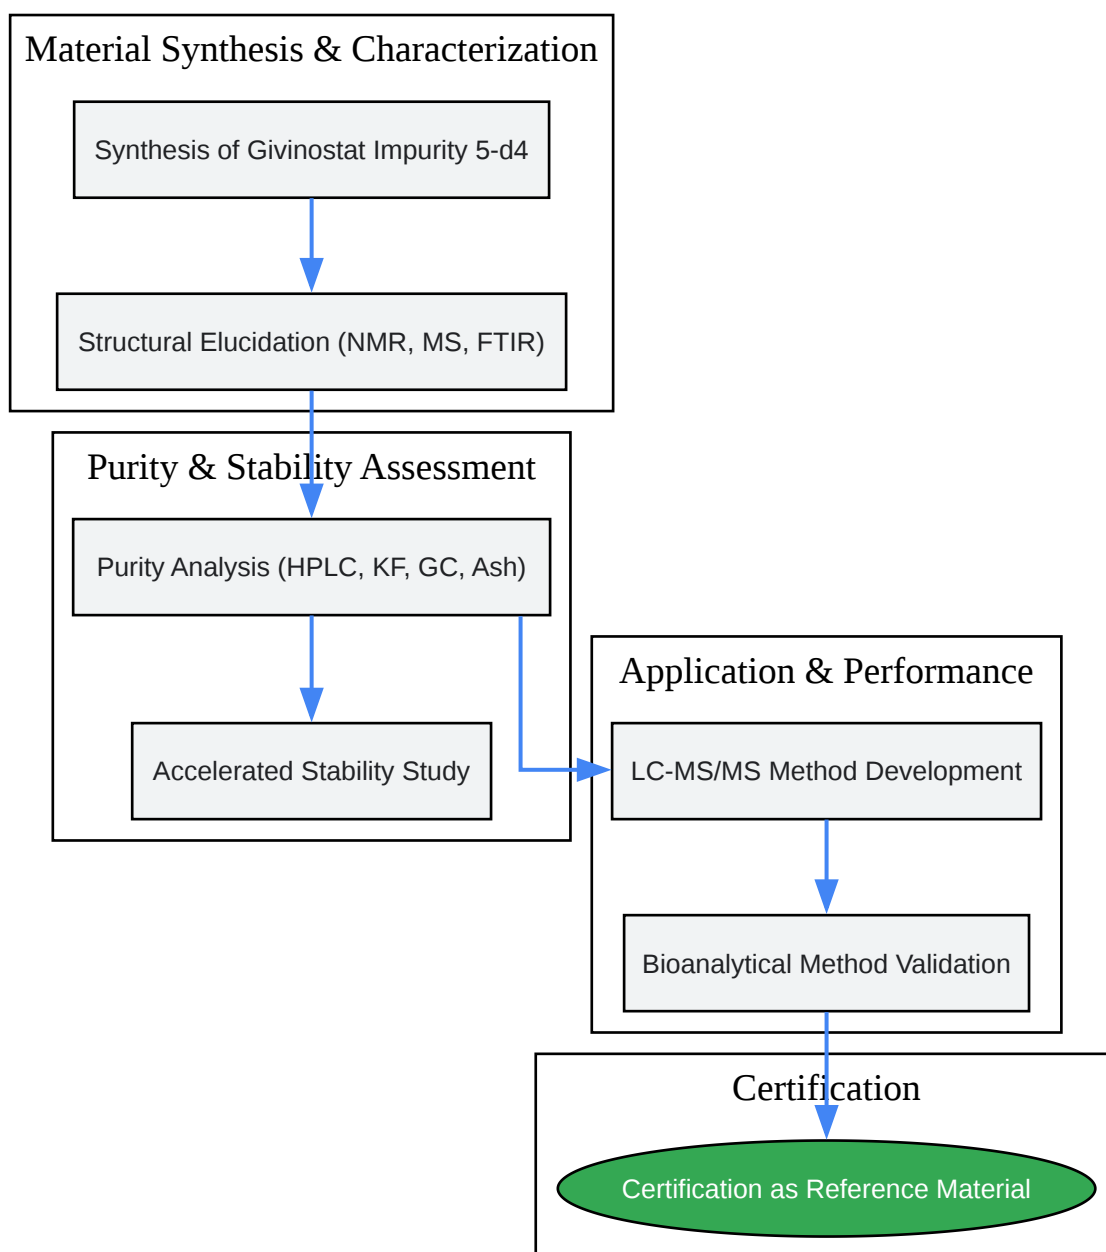 Material Synthesis & Characterization
Synthesis of Givinostat Impurity 5-d4
Structural Elucidation (NMR, MS, FTIR)
Purity & Stability Assessment
Purity Analysis (HPLC, KF, GC, Ash)
Accelerated Stability Study
Application & Performance
LC-MS/MS Method Development
Bioanalytical Method Validation
Certification
Certification as Reference Material